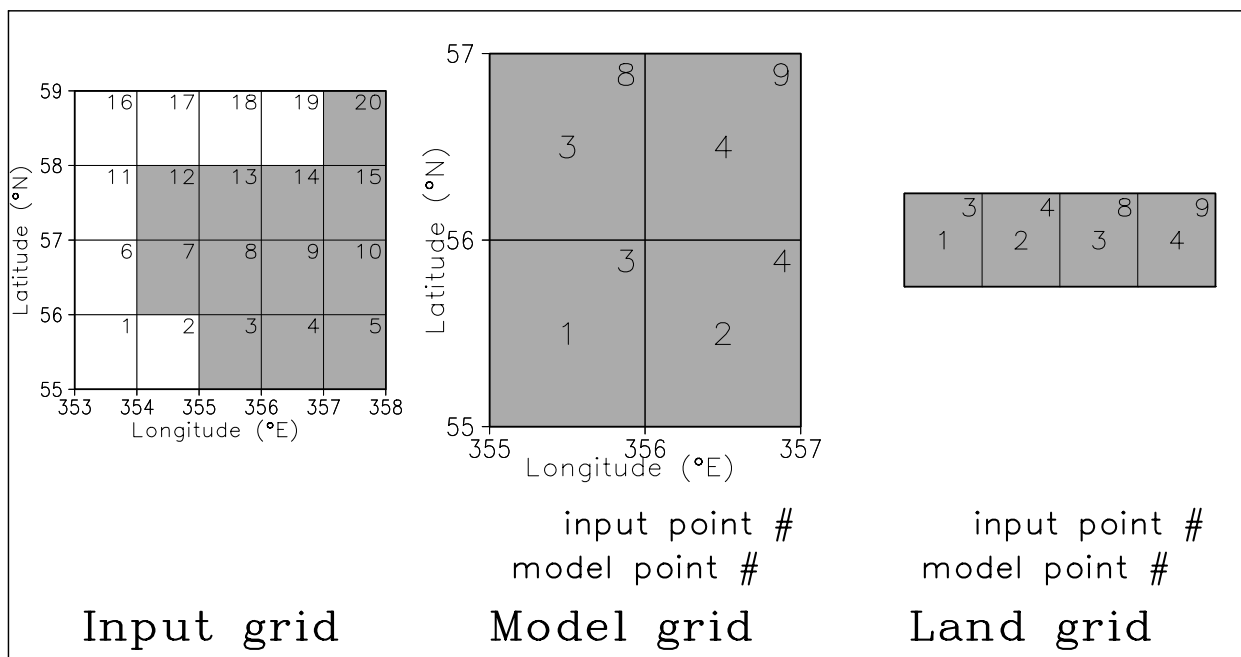 59
16 17 18 19 20
58
11 12 13 14 15
57
6 7 8 9 10
56
1 2 3 4 5
55
353 354 355 356 357 358
Longitude (°E)
Latitude (°N)
57
8 9
3 4
56
3 4
1 2
55
355 356 357
Longitude (°E)
Latitude (°N)
3 4 8 9
1 2 3 4
input point #
model point #
input point #
model point #
Input grid
Model grid
Land grid